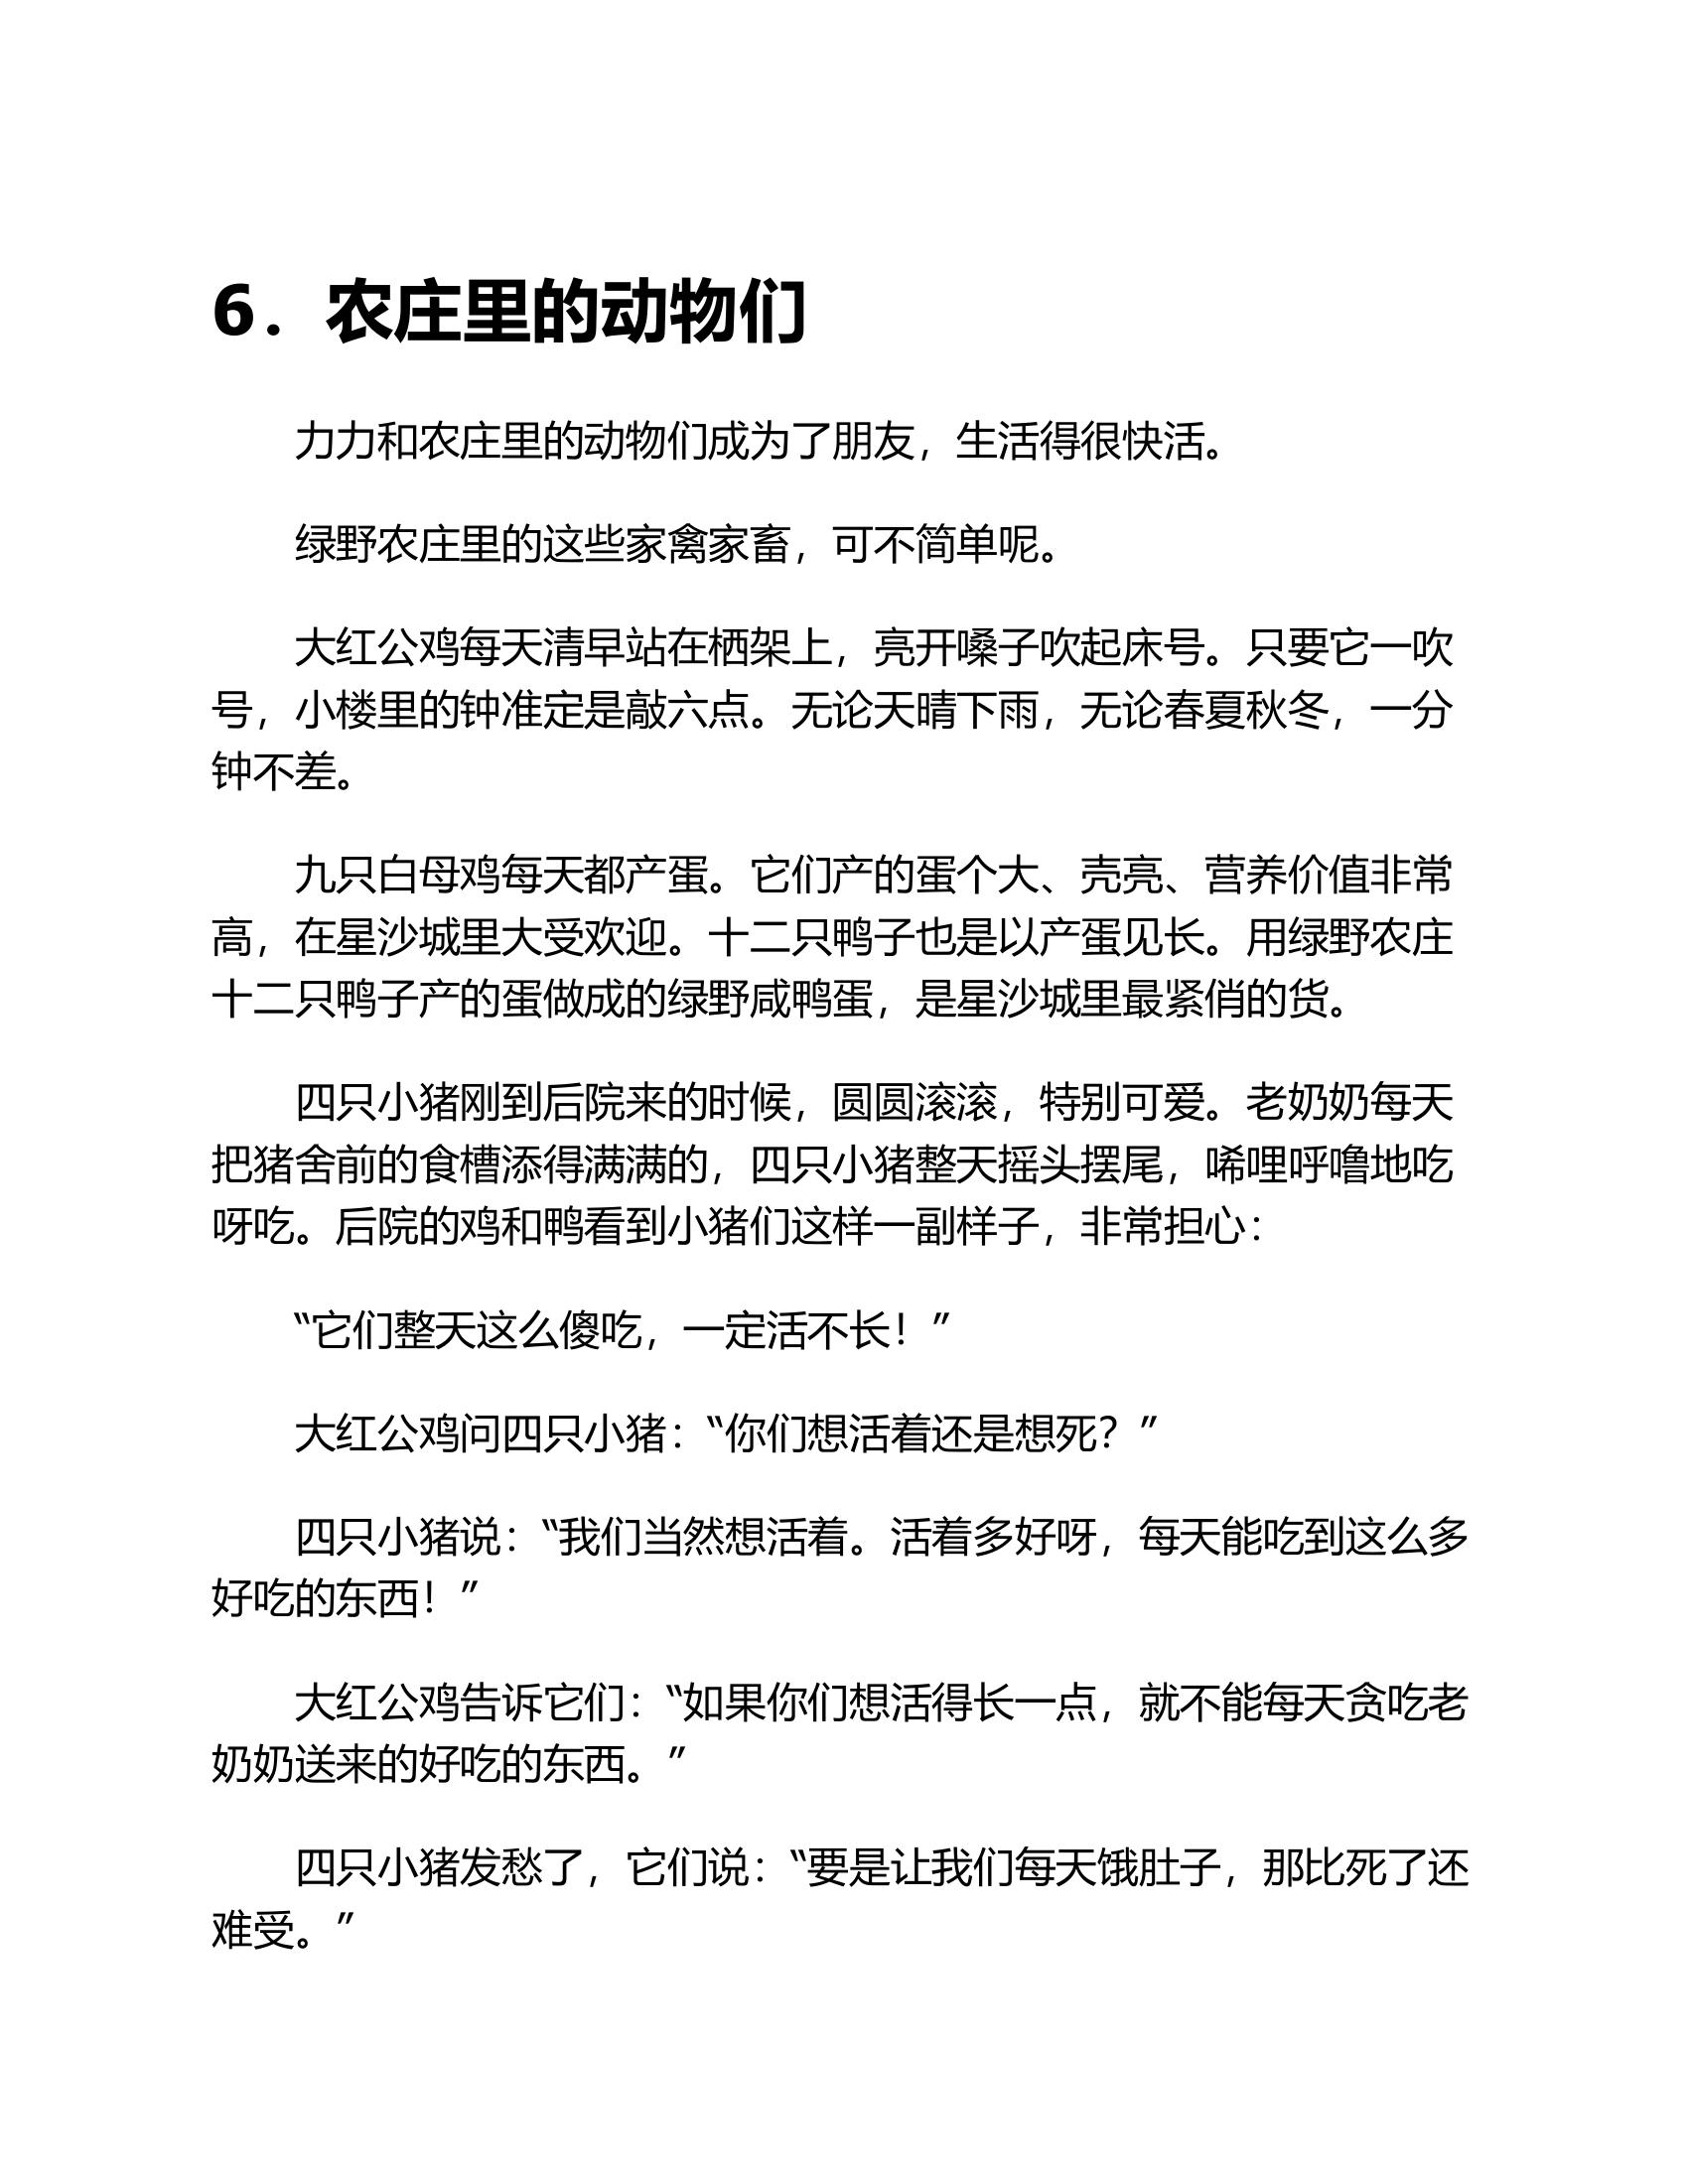 6．农庄里的动物们
力力和农庄里的动物们成为了朋友，生活得很快活。
绿野农庄里的这些家禽家畜，可不简单呢。
大红公鸡每天清早站在栖架上，亮开嗓子吹起床号。只要它一吹
号，小楼里的钟准定是敲六点。无论天晴下雨，无论春夏秋冬，一分
钟不差。
九只白母鸡每天都产蛋。它们产的蛋个大、壳亮、营养价值非常
高，在星沙城里大受欢迎。十二只鸭子也是以产蛋见长。用绿野农庄
十二只鸭子产的蛋做成的绿野咸鸭蛋，是星沙城里最紧俏的货。
四只小猪刚到后院来的时候，圆圆滚滚，特别可爱。老奶奶每天
把猪舍前的食槽添得满满的，四只小猪整天摇头摆尾，唏哩呼噜地吃
呀吃。后院的鸡和鸭看到小猪们这样一副样子，非常担心：
“它们整天这么傻吃，一定活不长！”
大红公鸡问四只小猪：“你们想活着还是想死？”
四只小猪说：“我们当然想活着。活着多好呀，每天能吃到这么多
好吃的东西！”
大红公鸡告诉它们：“如果你们想活得长一点，就不能每天贪吃老
奶奶送来的好吃的东西。”
四只小猪发愁了，它们说：“要是让我们每天饿肚子，那比死了还
难受。”